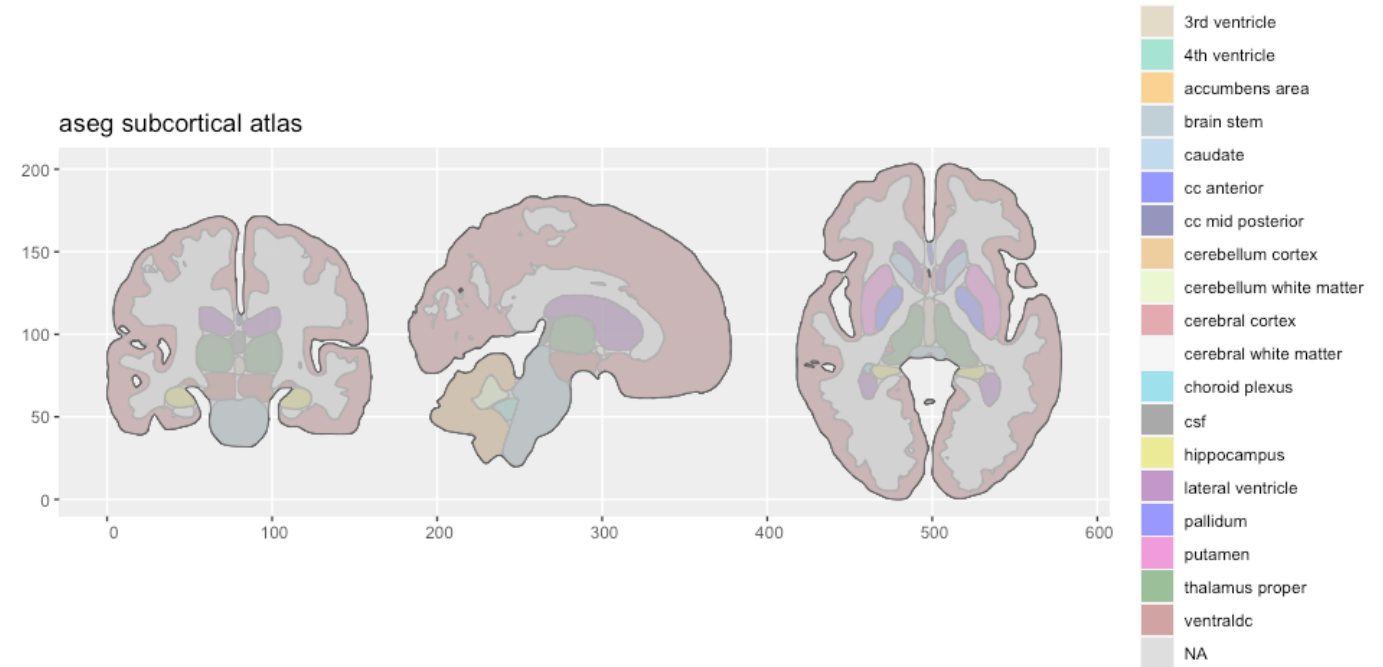 aseg subcortical atlas
200
150
100
50
0
0
100
200
300
400
500
600
3rd ventricle
4th ventricle
accumbens area
brain stem
caudate
cc anterior
cc mid posterior
cerebellum cortex
cerebellum white matter
cerebral cortex
cerebral white matter
choroid plexus
csf
hippocampus
lateral ventricle
pallidum
putamen
thalamus proper
ventraldc
NA